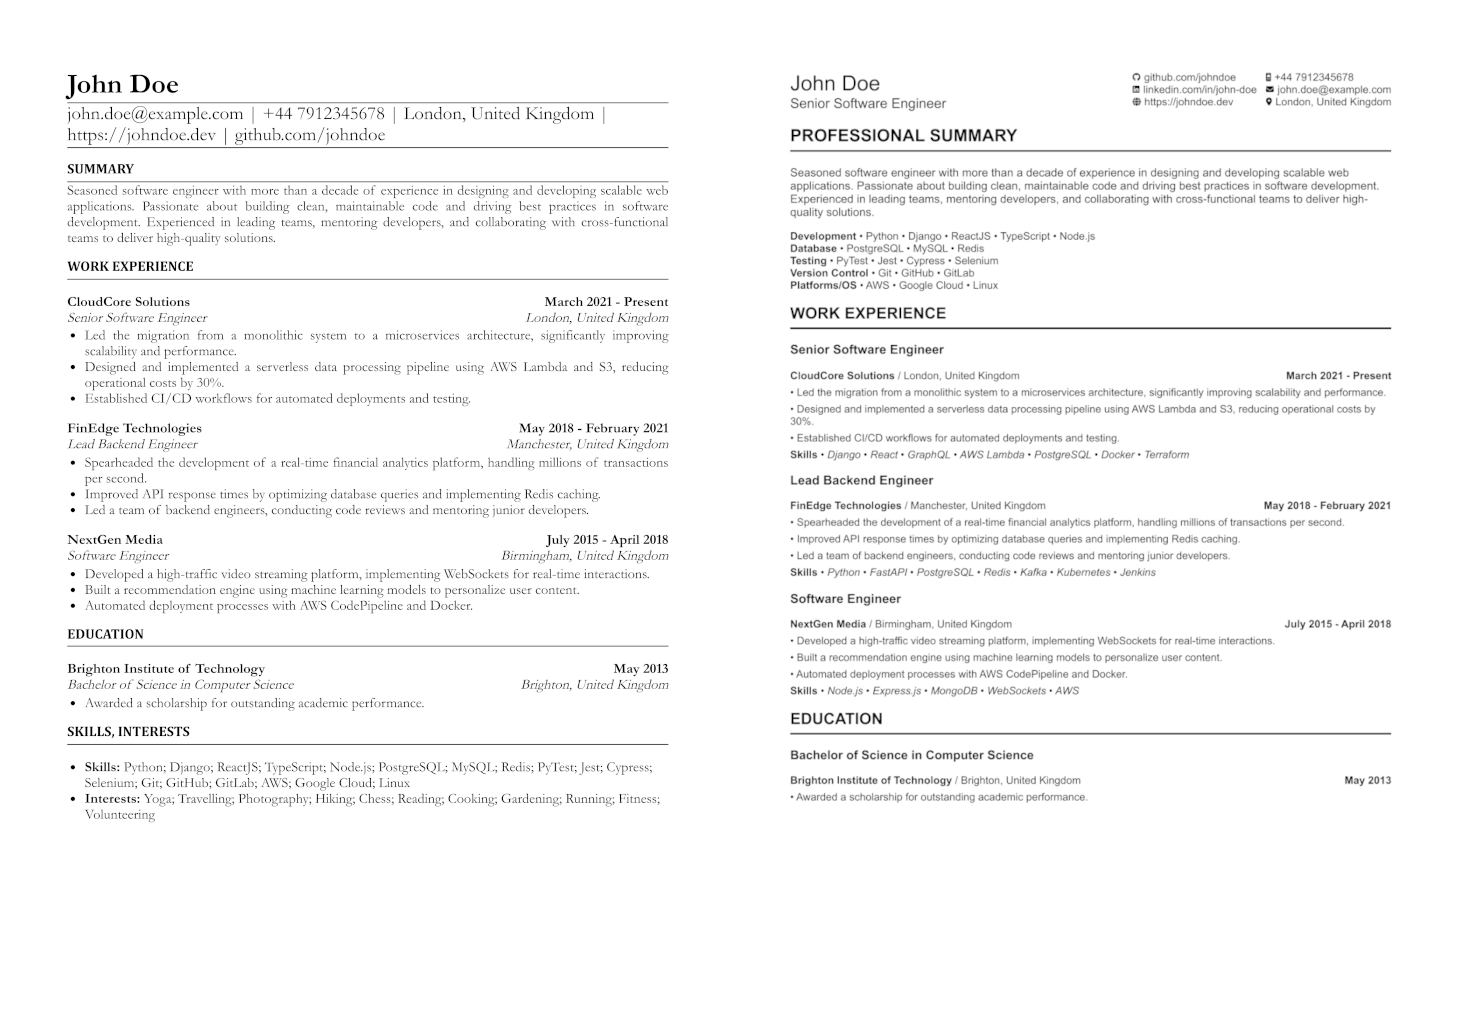 John Doe
john.doe@example.com | +44 7912345678 | London, United Kingdom |
https://johndoe.dev | github.com/johndoe
SUMMARY
Seasoned software engineer with more than a decade of experience in designing and developing scalable web
applications. Passionate about building clean, maintainable code and driving best practices in software
development. Experienced in leading teams, mentoring developers, and collaborating with cross-functional
teams to deliver high-quality solutions.
WORK EXPERIENCE
CloudCore Solutions March 2021 - Present
Senior Software Engineer London, United Kingdom
• Led the migration from a monolithic system to a microservices architecture, significantly improving
scalability and performance.
• Designed and implemented a serverless data processing pipeline using AWS Lambda and S3, reducing
operational costs by 30%.
• Established CI/CD workflows for automated deployments and testing.
FinEdge Technologies May 2018 - February 2021
Lead Backend Engineer Manchester, United Kingdom
• Spearheaded the development of a real-time financial analytics platform, handling millions of transactions
per second.
• Improved API response times by optimizing database queries and implementing Redis caching.
• Led a team of backend engineers, conducting code reviews and mentoring junior developers.
NextGen Media July 2015 - April 2018
Software Engineer Birmingham, United Kingdom
• Developed a high-traffic video streaming platform, implementing WebSockets for real-time interactions.
• Built a recommendation engine using machine learning models to personalize user content.
• Automated deployment processes with AWS CodePipeline and Docker.
EDUCATION
Brighton Institute of Technology May 2013
Bachelor of Science in Computer Science Brighton, United Kingdom
• Awarded a scholarship for outstanding academic performance.
SKILLS, INTERESTS
• Skills: Python; Django; ReactJS; TypeScript; Node.js; PostgreSQL; MySQL; Redis; PyTest; Jest; Cypress;
Selenium; Git; GitHub; GitLab; AWS; Google Cloud; Linux
• Interests: Yoga; Travelling; Photography; Hiking; Chess; Reading; Cooking; Gardening; Running; Fitness;
Volunteering
John Doe
Senior Software Engineer
github.com/johndoe +44 7912345678
linkedin.com/in/john-doe john.doe@example.com
https://johndoe.dev London, United Kingdom
PROFESSIONAL SUMMARY
Seasoned software engineer with more than a decade of experience in designing and developing scalable web
applications. Passionate about building clean, maintainable code and driving best practices in software development.
Experienced in leading teams, mentoring developers, and collaborating with cross-functional teams to deliver high-
quality solutions.
Development • Python • Django • ReactJS • TypeScript • Node.js
Database • PostgreSQL • MySQL • Redis
Testing • PyTest • Jest • Cypress • Selenium
Version Control • Git • GitHub • GitLab
Platforms/OS • AWS • Google Cloud • Linux
WORK EXPERIENCE
Senior Software Engineer
CloudCore Solutions / London, United Kingdom March 2021 - Present
• Led the migration from a monolithic system to a microservices architecture, significantly improving scalability and performance.
• Designed and implemented a serverless data processing pipeline using AWS Lambda and S3, reducing operational costs by
30%.
• Established CI/CD workflows for automated deployments and testing.
Skills • Django • React • GraphQL • AWS Lambda • PostgreSQL • Docker • Terraform
Lead Backend Engineer
FinEdge Technologies / Manchester, United Kingdom May 2018 - February 2021
• Spearheaded the development of a real-time financial analytics platform, handling millions of transactions per second.
• Improved API response times by optimizing database queries and implementing Redis caching.
• Led a team of backend engineers, conducting code reviews and mentoring junior developers.
Skills • Python • FastAPI • PostgreSQL • Redis • Kafka • Kubernetes • Jenkins
Software Engineer
NextGen Media / Birmingham, United Kingdom July 2015 - April 2018
• Developed a high-traffic video streaming platform, implementing WebSockets for real-time interactions.
• Built a recommendation engine using machine learning models to personalize user content.
• Automated deployment processes with AWS CodePipeline and Docker.
Skills • Node.js • Express.js • MongoDB • WebSockets • AWS
EDUCATION
Bachelor of Science in Computer Science
Brighton Institute of Technology / Brighton, United Kingdom May 2013
• Awarded a scholarship for outstanding academic performance.